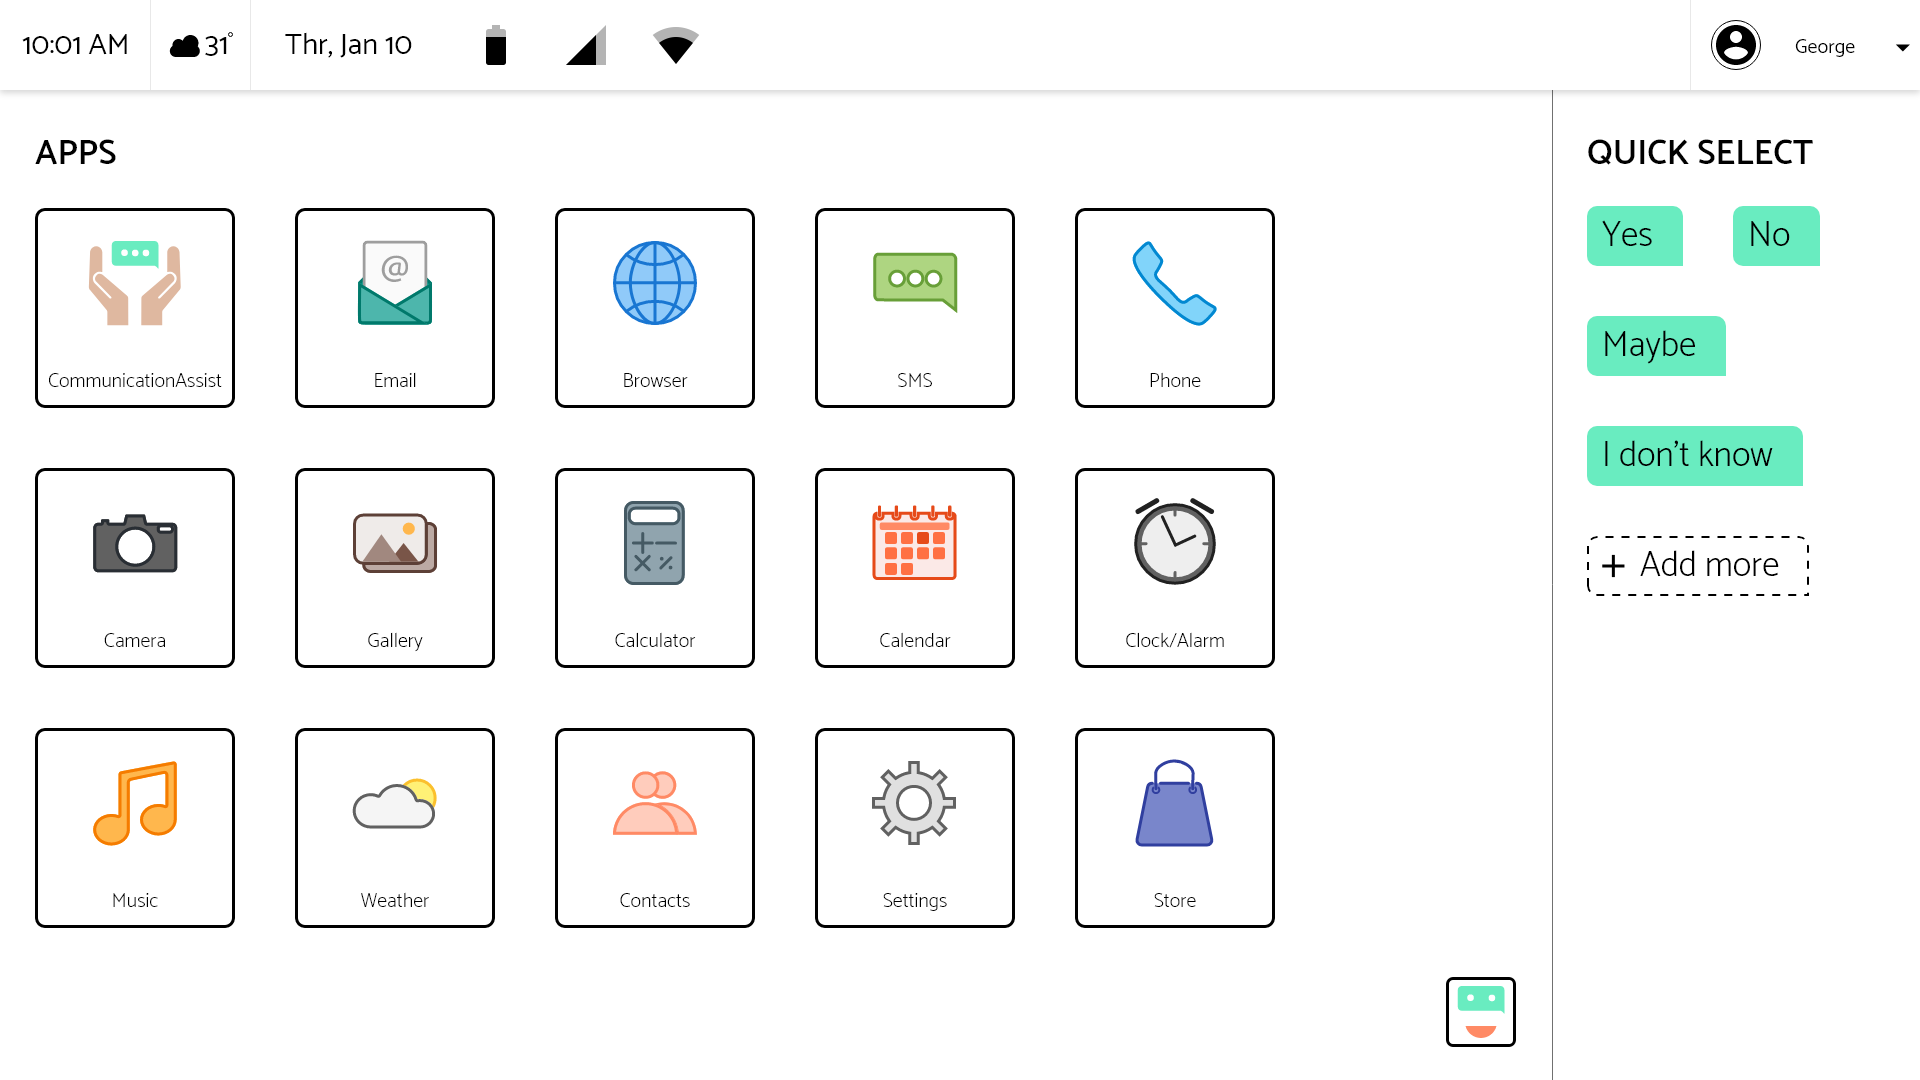 10:01 AM
31°
Thr, Jan 10
George
APPS
QUICK SELECT
CommunicationAssist
@
Email
Browser
SMS
Phone
Yes
No
Maybe
I don't know
+ Add more
Camera
Gallery
Calculator
Calendar
Clock/Alarm
Music
Weather
Contacts
Settings
Store